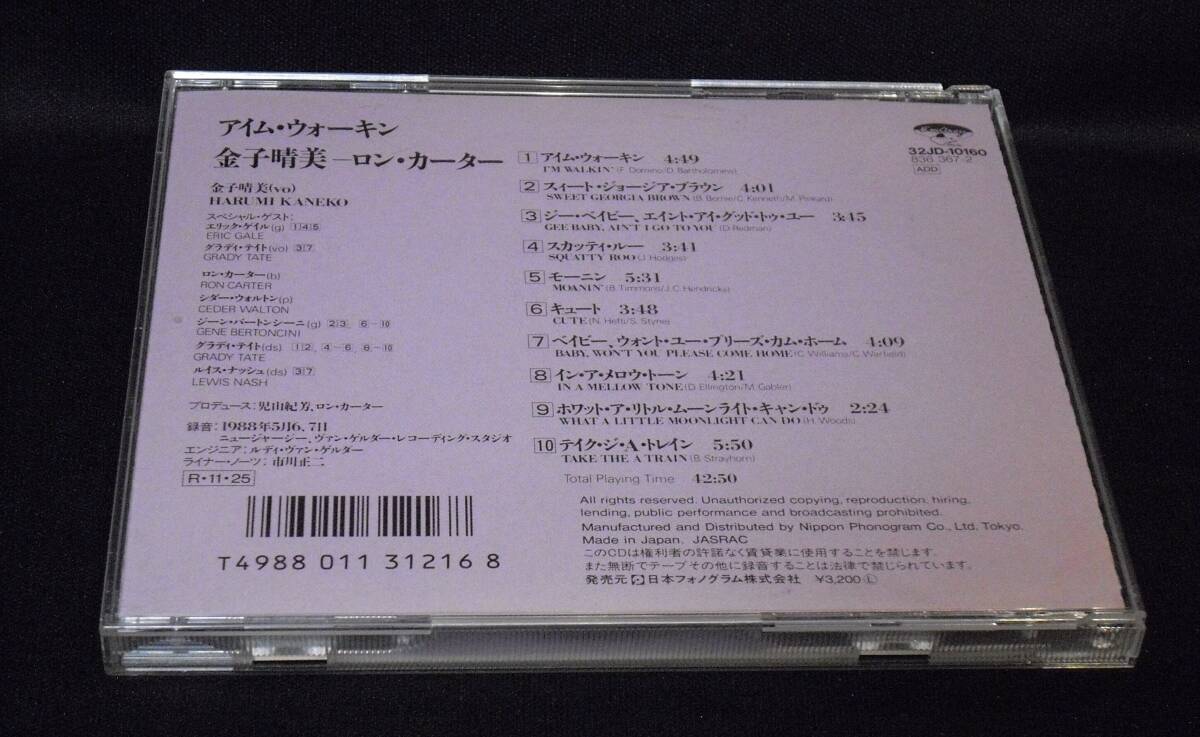 アイム・ウォーキン
金子晴美—ロン・カーター
金子晴美(vo)
HARUMI KANEKO
スペシャル・ゲスト:
エリック・ゲイル(g) 1 4 5
ERIC GALE
グラディ・テイト(vo) 3 7
GRADY TATE
ロン・カーター(b)
RON CARTER
シダー・ウォルトン(p)
CEDER WALTON
ジーン・バートンシーニ(g) 2 3, 6-10
GENE BERTONCINI
グラディ・テイト(ds) 1 2, 4-6, 8-10
GRADY TATE
ルイス・ナッシュ(ds) 3 7
LEWIS NASH
プロデュース:児山紀芳、ロン・カーター
録音:1988年5月6、7日
ニュージャージー、ヴァン・ゲルダー・レコーディング・スタジオ
エンジニア:ルディ・ヴァン・ゲルダー
ライナー・ノーツ:市川正二
R・11・25
T4988 011 31216 8
32JD-10160
836 367-2
ADD
1 アイム・ウォーキン 4:49
I'M WALKIN' (F. Domino/D. Bartholomew)
2 スィート・ジョージア・ブラウン 4:01
SWEET GEORGIA BROWN (B. Bernie/C. Kenneth/M. Pinkard)
3 ジー・ベイビー、エイント・アイ・グッド・トゥ・ユー 3:45
GEE BABY, AIN'T I GO TO YOU (D. Redman)
4 スカッティ・ルー 3:41
SQUATTY ROO (J. Hodges)
5 モーニン 5:31
MOANIN' (B. Timmons/J.C. Hendricks)
6 キュート 3:48
CUTE (N. Hefti/S. Styne)
7 ベイビー、ウォント・ユー・プリーズ・カム・ホーム 4:09
BABY, WON'T YOU PLEASE COME HOME (C. Williams/C. Warfield)
8 イン・ア・メロウ・トーン 4:21
IN A MELLOW TONE (D. Ellington/M. Gabler)
9 ホワット・ア・リトル・ムーンライト・キャン・ドゥ 2:24
WHAT A LITTLE MOONLIGHT CAN DO (H. Woods)
10 テイク・ジ・A・トレイン 5:50
TAKE THE A TRAIN (B. Strayhorn)
Total Playing Time 42:50
All rights reserved. Unauthorized copying, reproduction, hiring,
lending, public performance and broadcasting prohibited.
Manufactured and Distributed by Nippon Phonogram Co., Ltd, Tokyo.
Made in Japan. JASRAC
このCDは権利者の許諾なく賃貸業に使用することを禁じます。
また無断でテープその他に録音することは法律で禁じられています。
発売元 日本フォノグラム株式会社 ¥3,200 Ⓛ